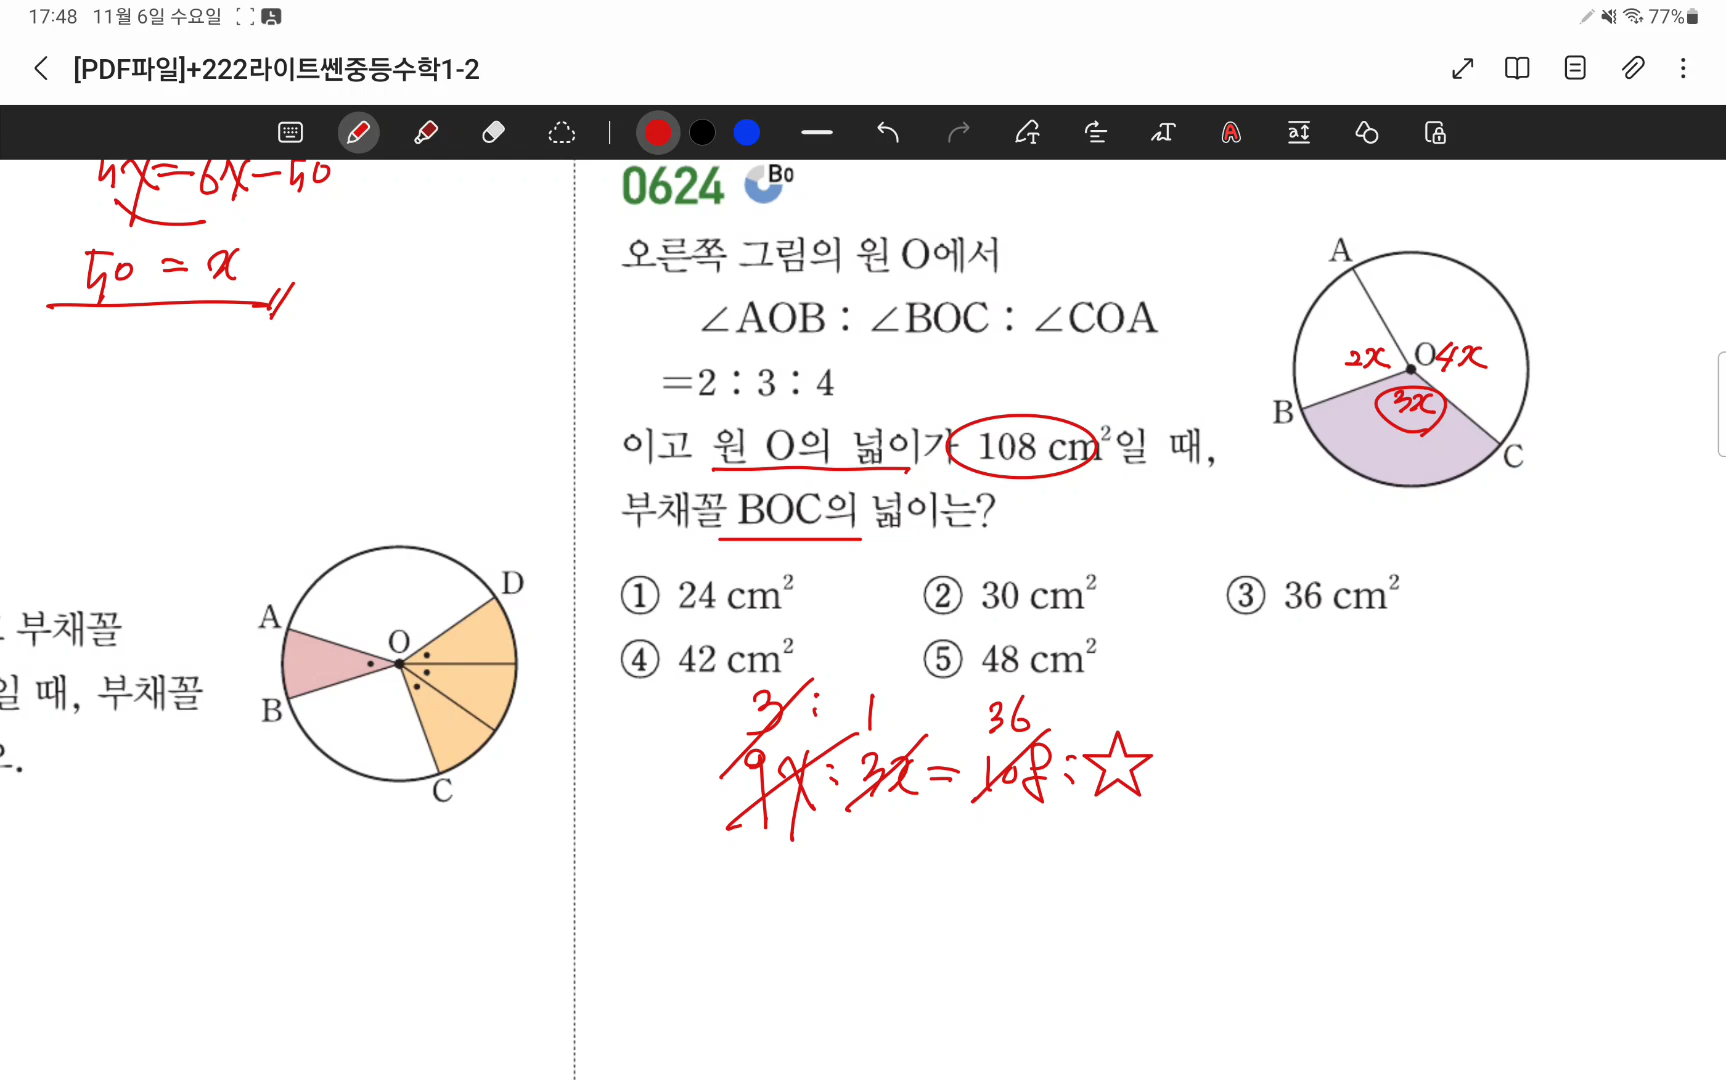 17:48 11월 6일 수요일 77%
[PDF파일]+222라이트쎈중등수학1-2
5x=6x-50
50 = x
부채꼴
일 때, 부채꼴
A
B
O
D
C
0624 B0
오른쪽 그림의 원 O에서
∠AOB : ∠BOC : ∠COA
=2 : 3 : 4
이고 원 O의 넓이가 108 cm²일 때,
부채꼴 BOC의 넓이는?
A
2x O 4x
3x
B
C
① 24 cm² ② 30 cm² ③ 36 cm²
④ 42 cm² ⑤ 48 cm²
3 : 1 36
9x : 3x = 108 : ☆